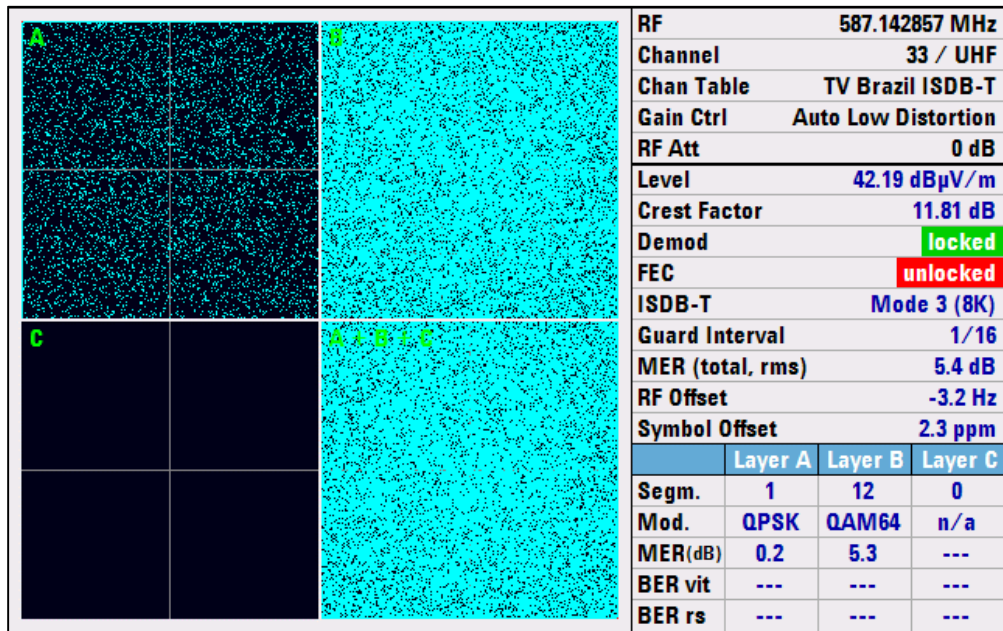 A
B
C
A + B + C
RF 587.142857 MHz
Channel 33 / UHF
Chan Table TV Brazil ISDB-T
Gain Ctrl Auto Low Distortion
RF Att 0 dB
Level 42.19 dBµV/m
Crest Factor 11.81 dB
Demod locked
FEC unlocked
ISDB-T Mode 3 (8K)
Guard Interval 1/16
MER (total, rms) 5.4 dB
RF Offset -3.2 Hz
Symbol Offset 2.3 ppm
Layer A Layer B Layer C
Segm. 1 12 0
Mod. QPSK QAM64 n/a
MER(dB) 0.2 5.3 ---
BER vit --- --- ---
BER rs --- --- ---